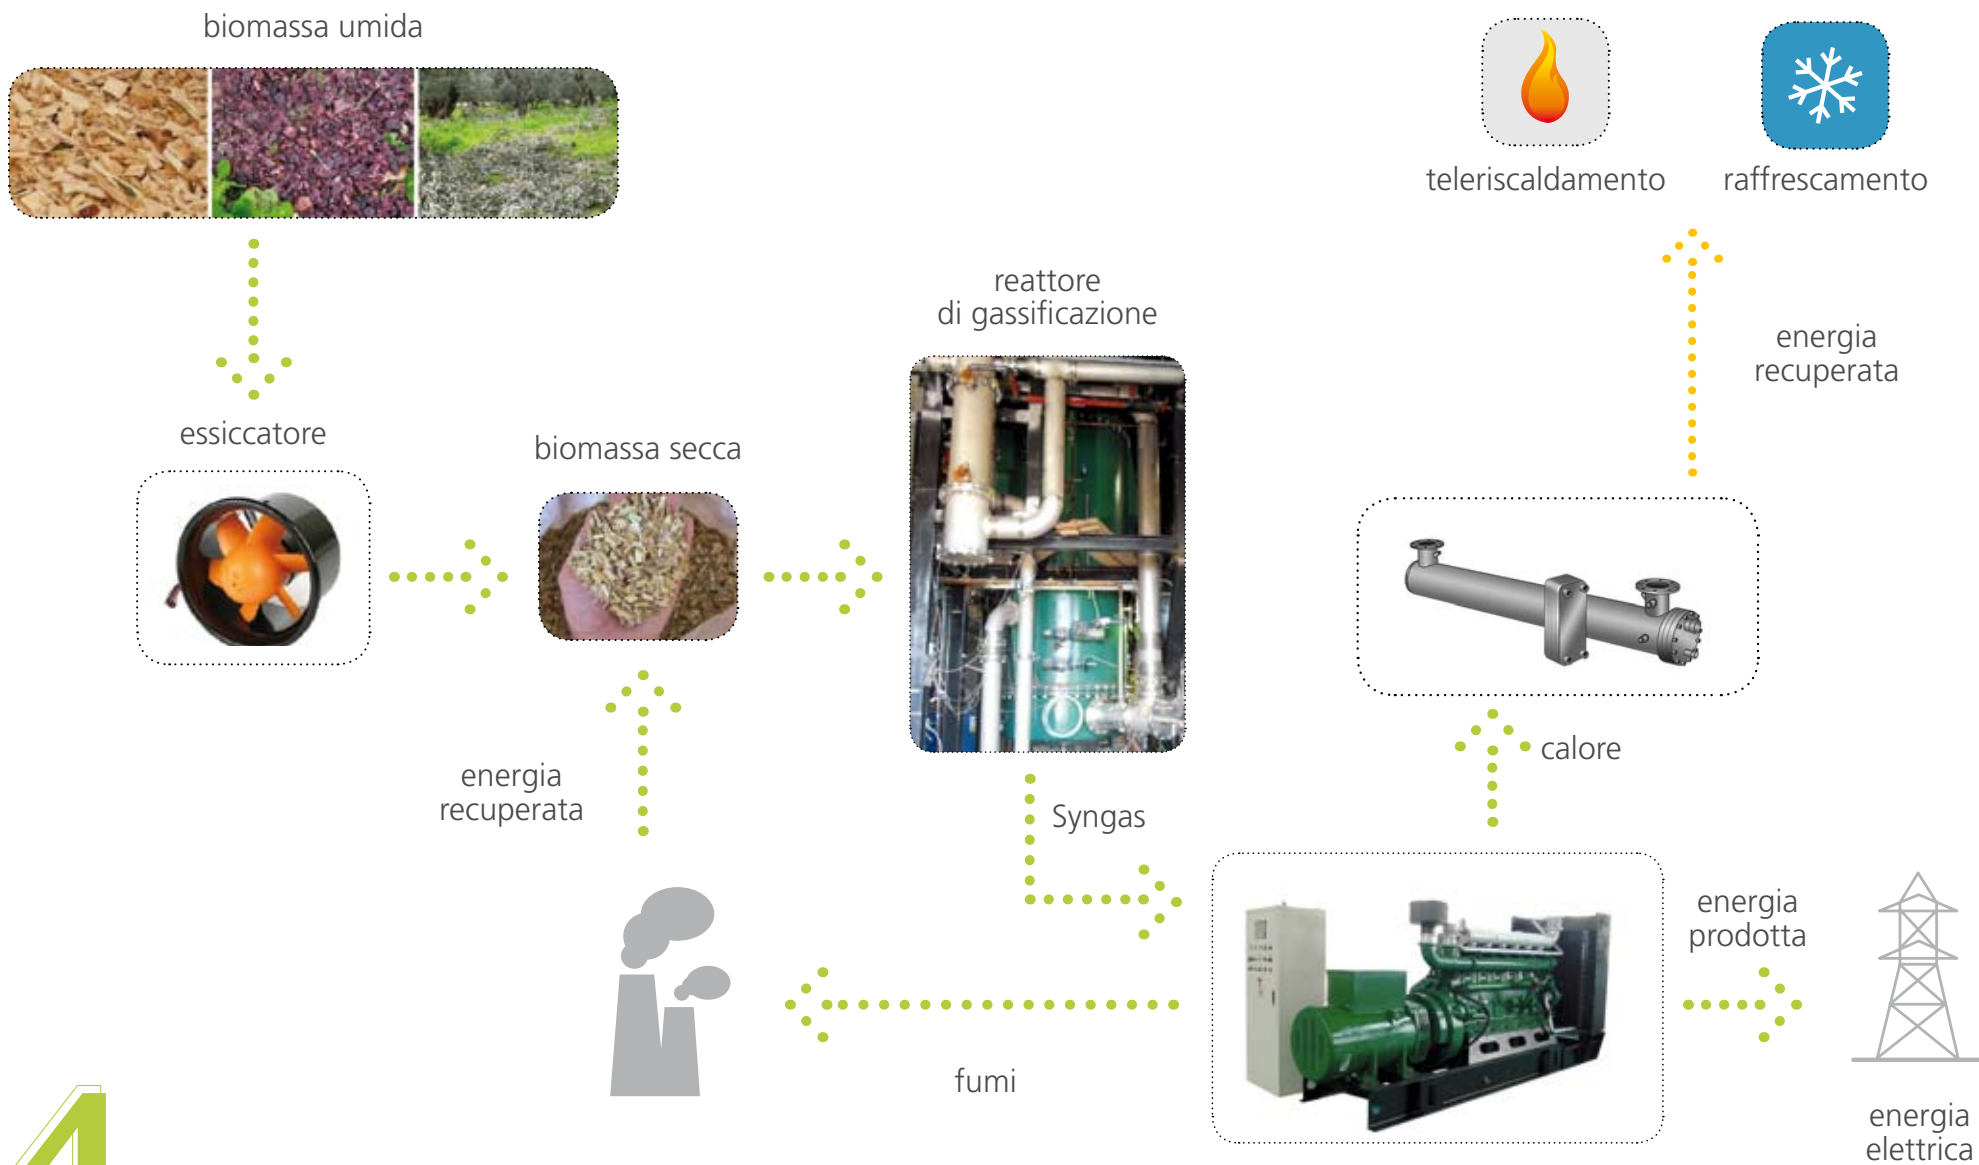 biomassa umida
teleriscaldamento
raffrescamento
reattore
di gassificazione
energia
recuperata
essiccatore
biomassa secca
calore
energia
recuperata
Syngas
energia
prodotta
fumi
energia
elettrica